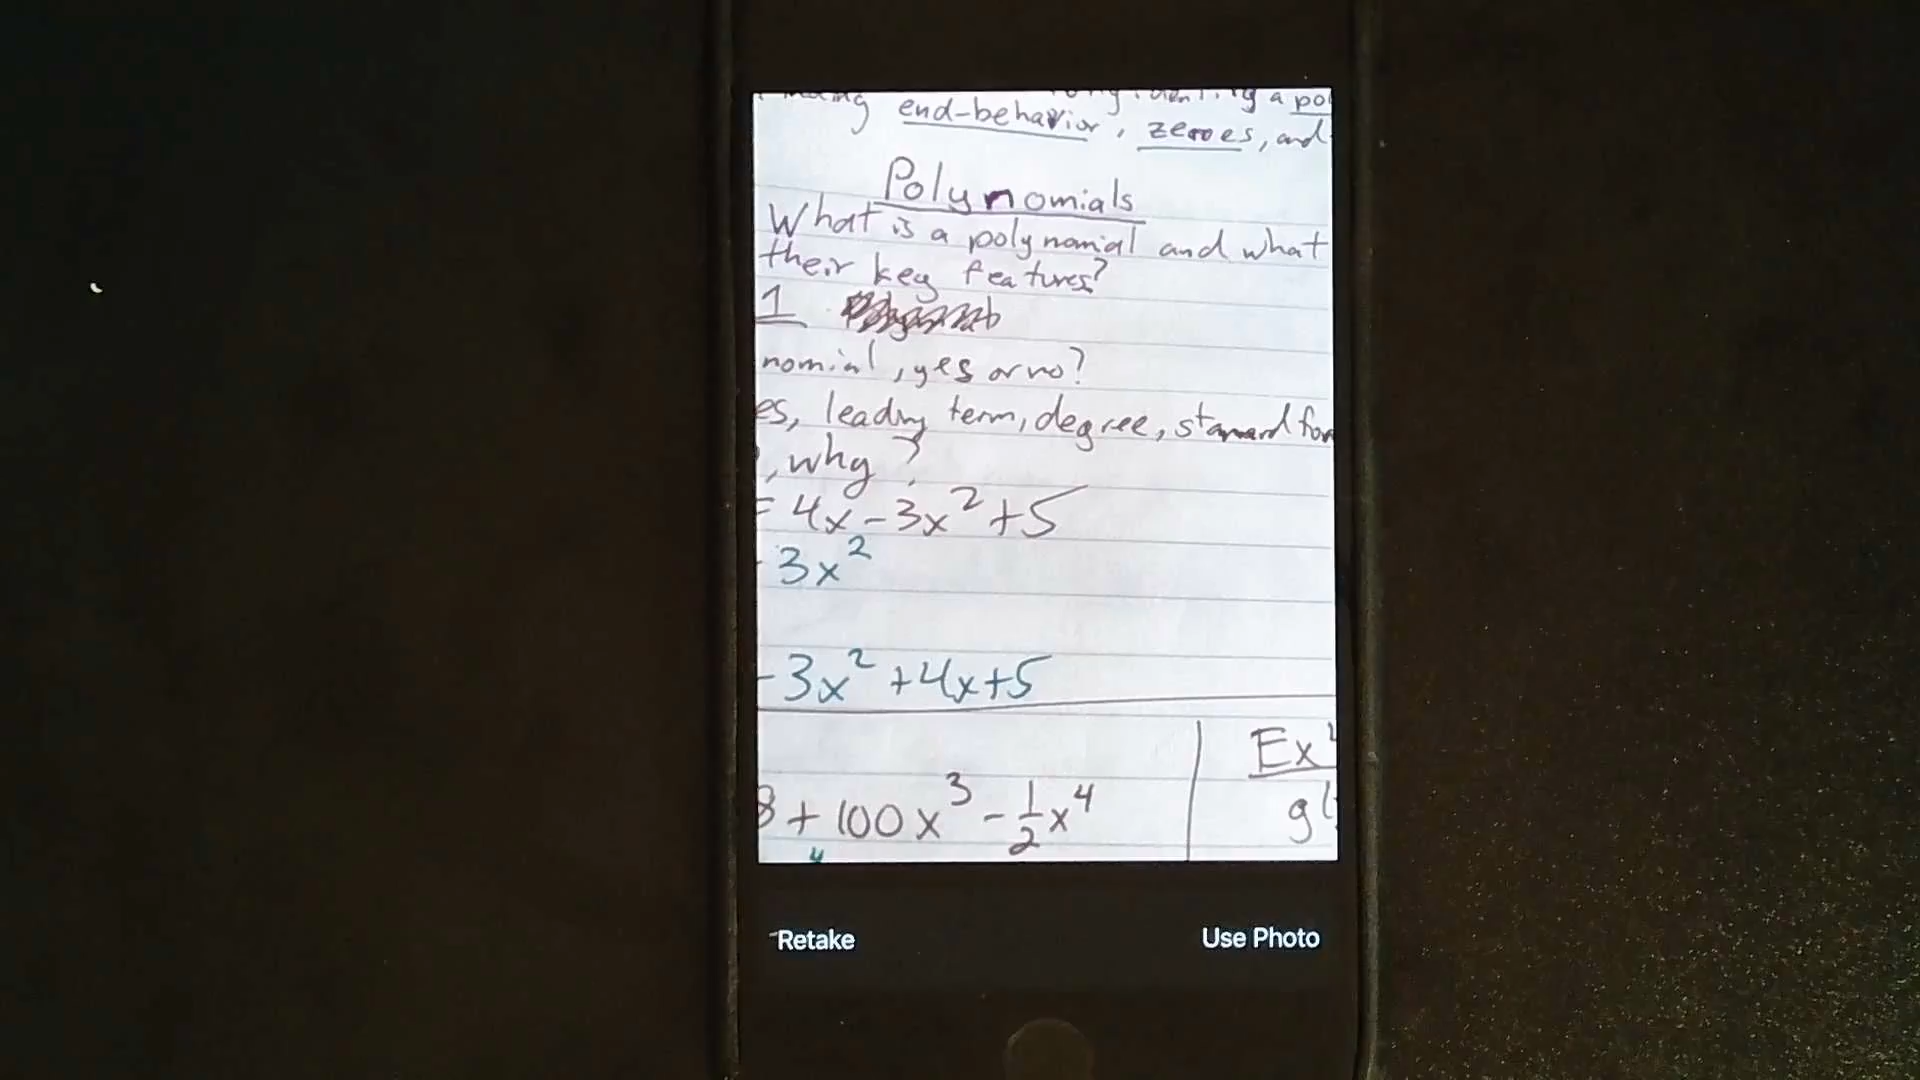 end-behavior, zeroes, and
Polynomials
What is a polynomial and what
their key features?
1
nomial, yes or no?
es, leading term, degree, standard for
, why?
= 4x - 3x² + 5
- 3x²
- 3x² + 4x + 5
Ex
8 + 100x³ - ½x⁴
g(
Retake
Use Photo